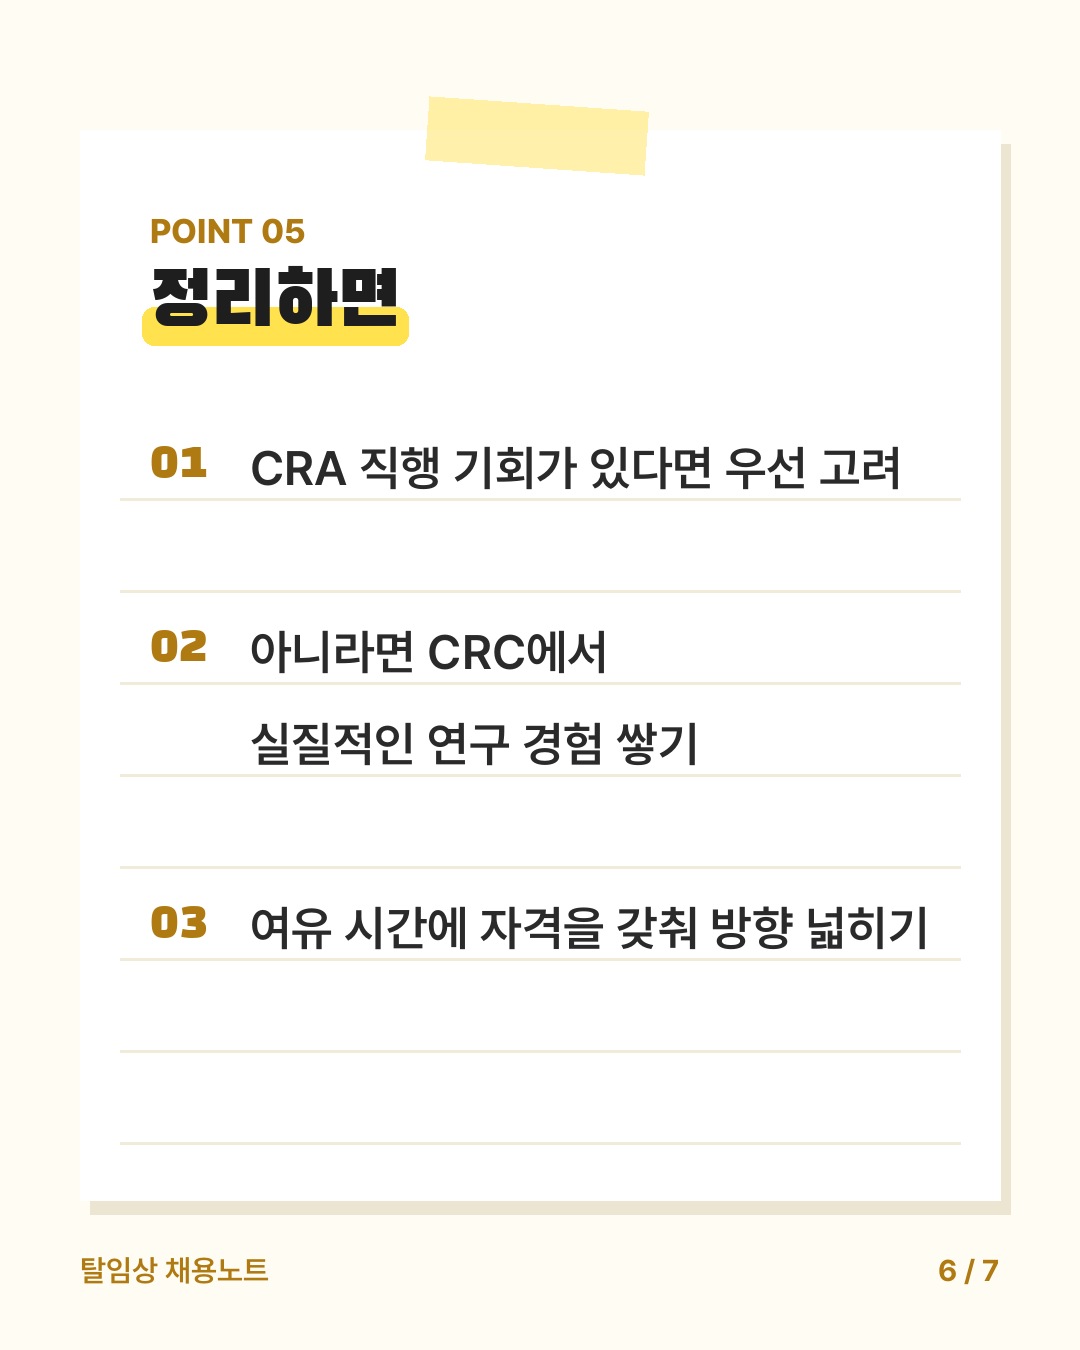 POINT 05
정리하면
01 CRA 직행 기회가 있다면 우선 고려
02 아니라면 CRC에서
실질적인 연구 경험 쌓기
03 여유 시간에 자격을 갖춰 방향 넓히기
탈임상 채용노트
6 / 7